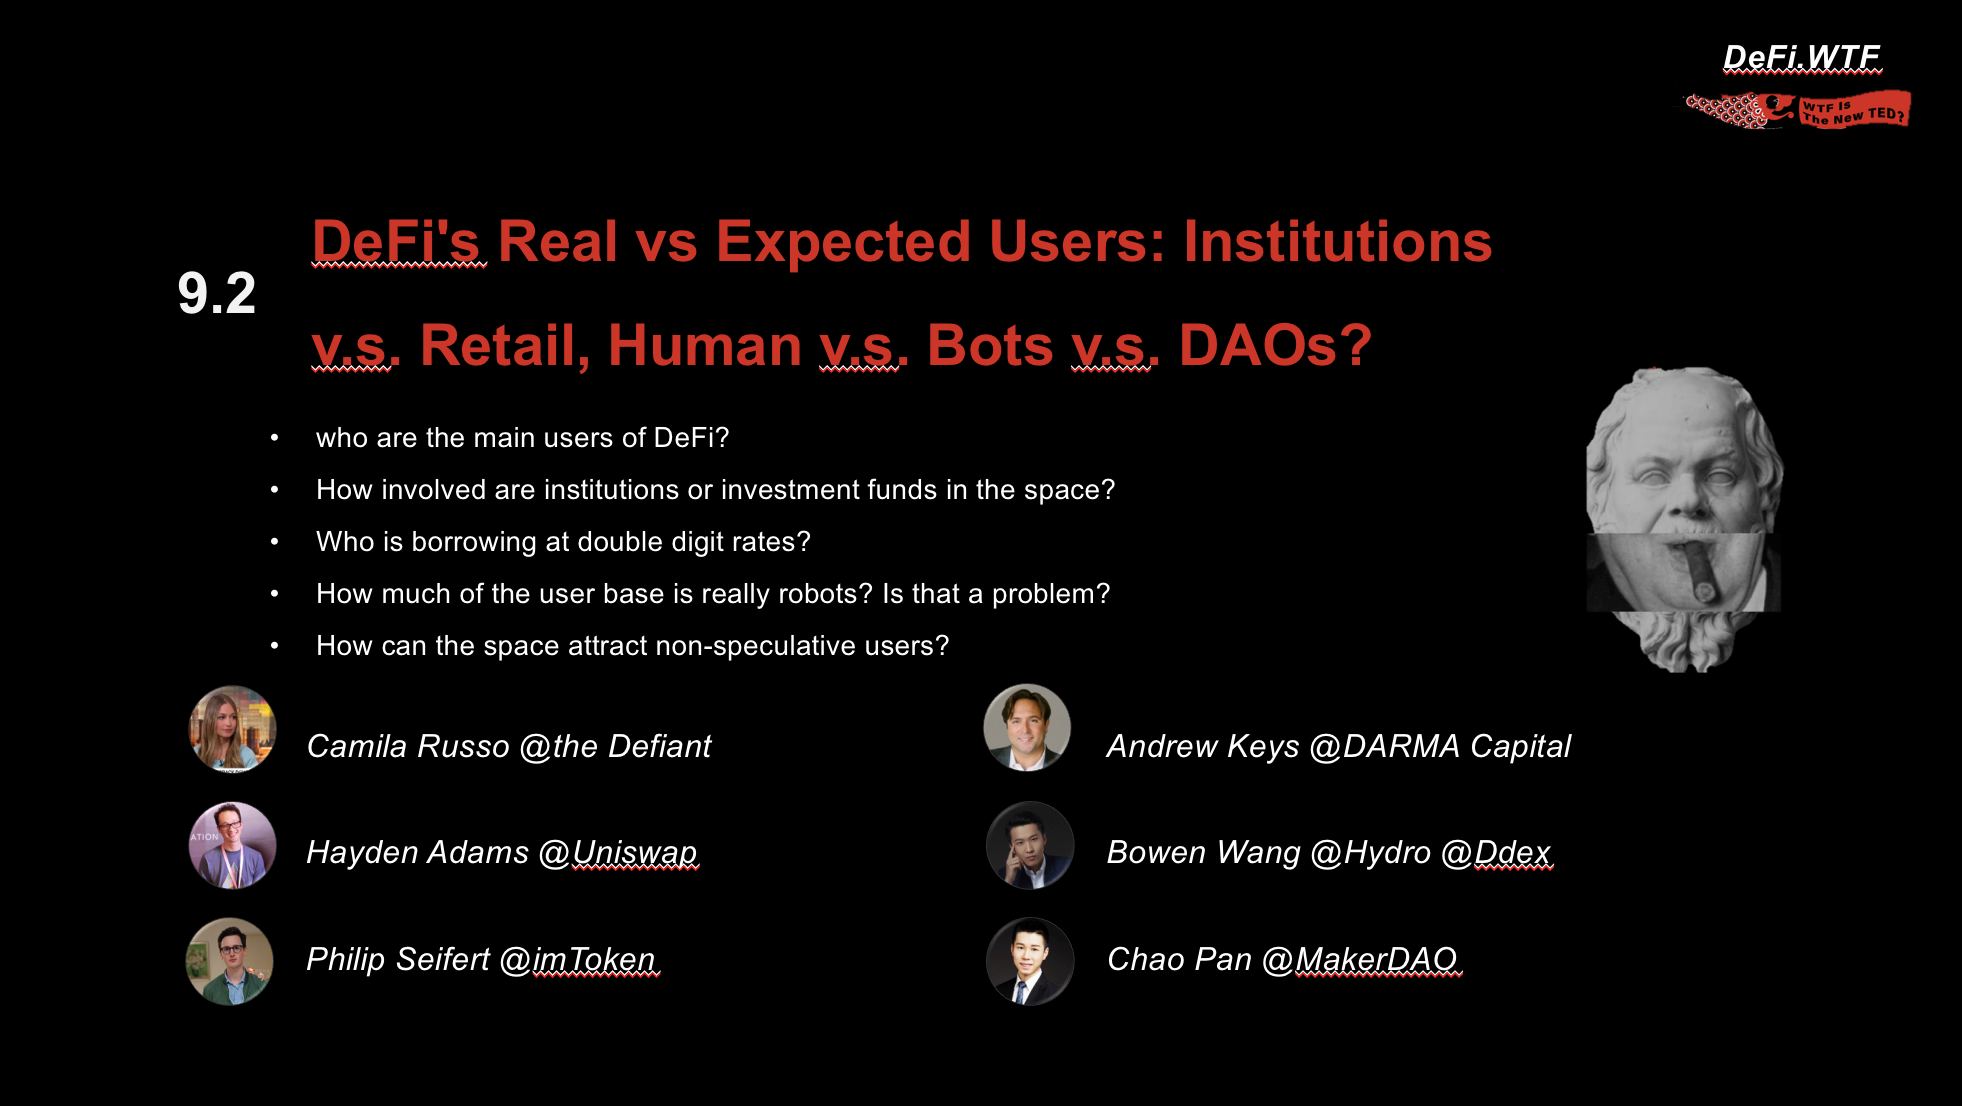 DeFi.WTF
WTF Is
The New TED?
9.2
DeFi's Real vs Expected Users: Institutions
v.s. Retail, Human v.s. Bots v.s. DAOs?
• who are the main users of DeFi?
• How involved are institutions or investment funds in the space?
• Who is borrowing at double digit rates?
• How much of the user base is really robots? Is that a problem?
• How can the space attract non-speculative users?
Camila Russo @the Defiant
Andrew Keys @DARMA Capital
ATION
Hayden Adams @Uniswap
Bowen Wang @Hydro @Ddex
Philip Seifert @imToken
Chao Pan @MakerDAO